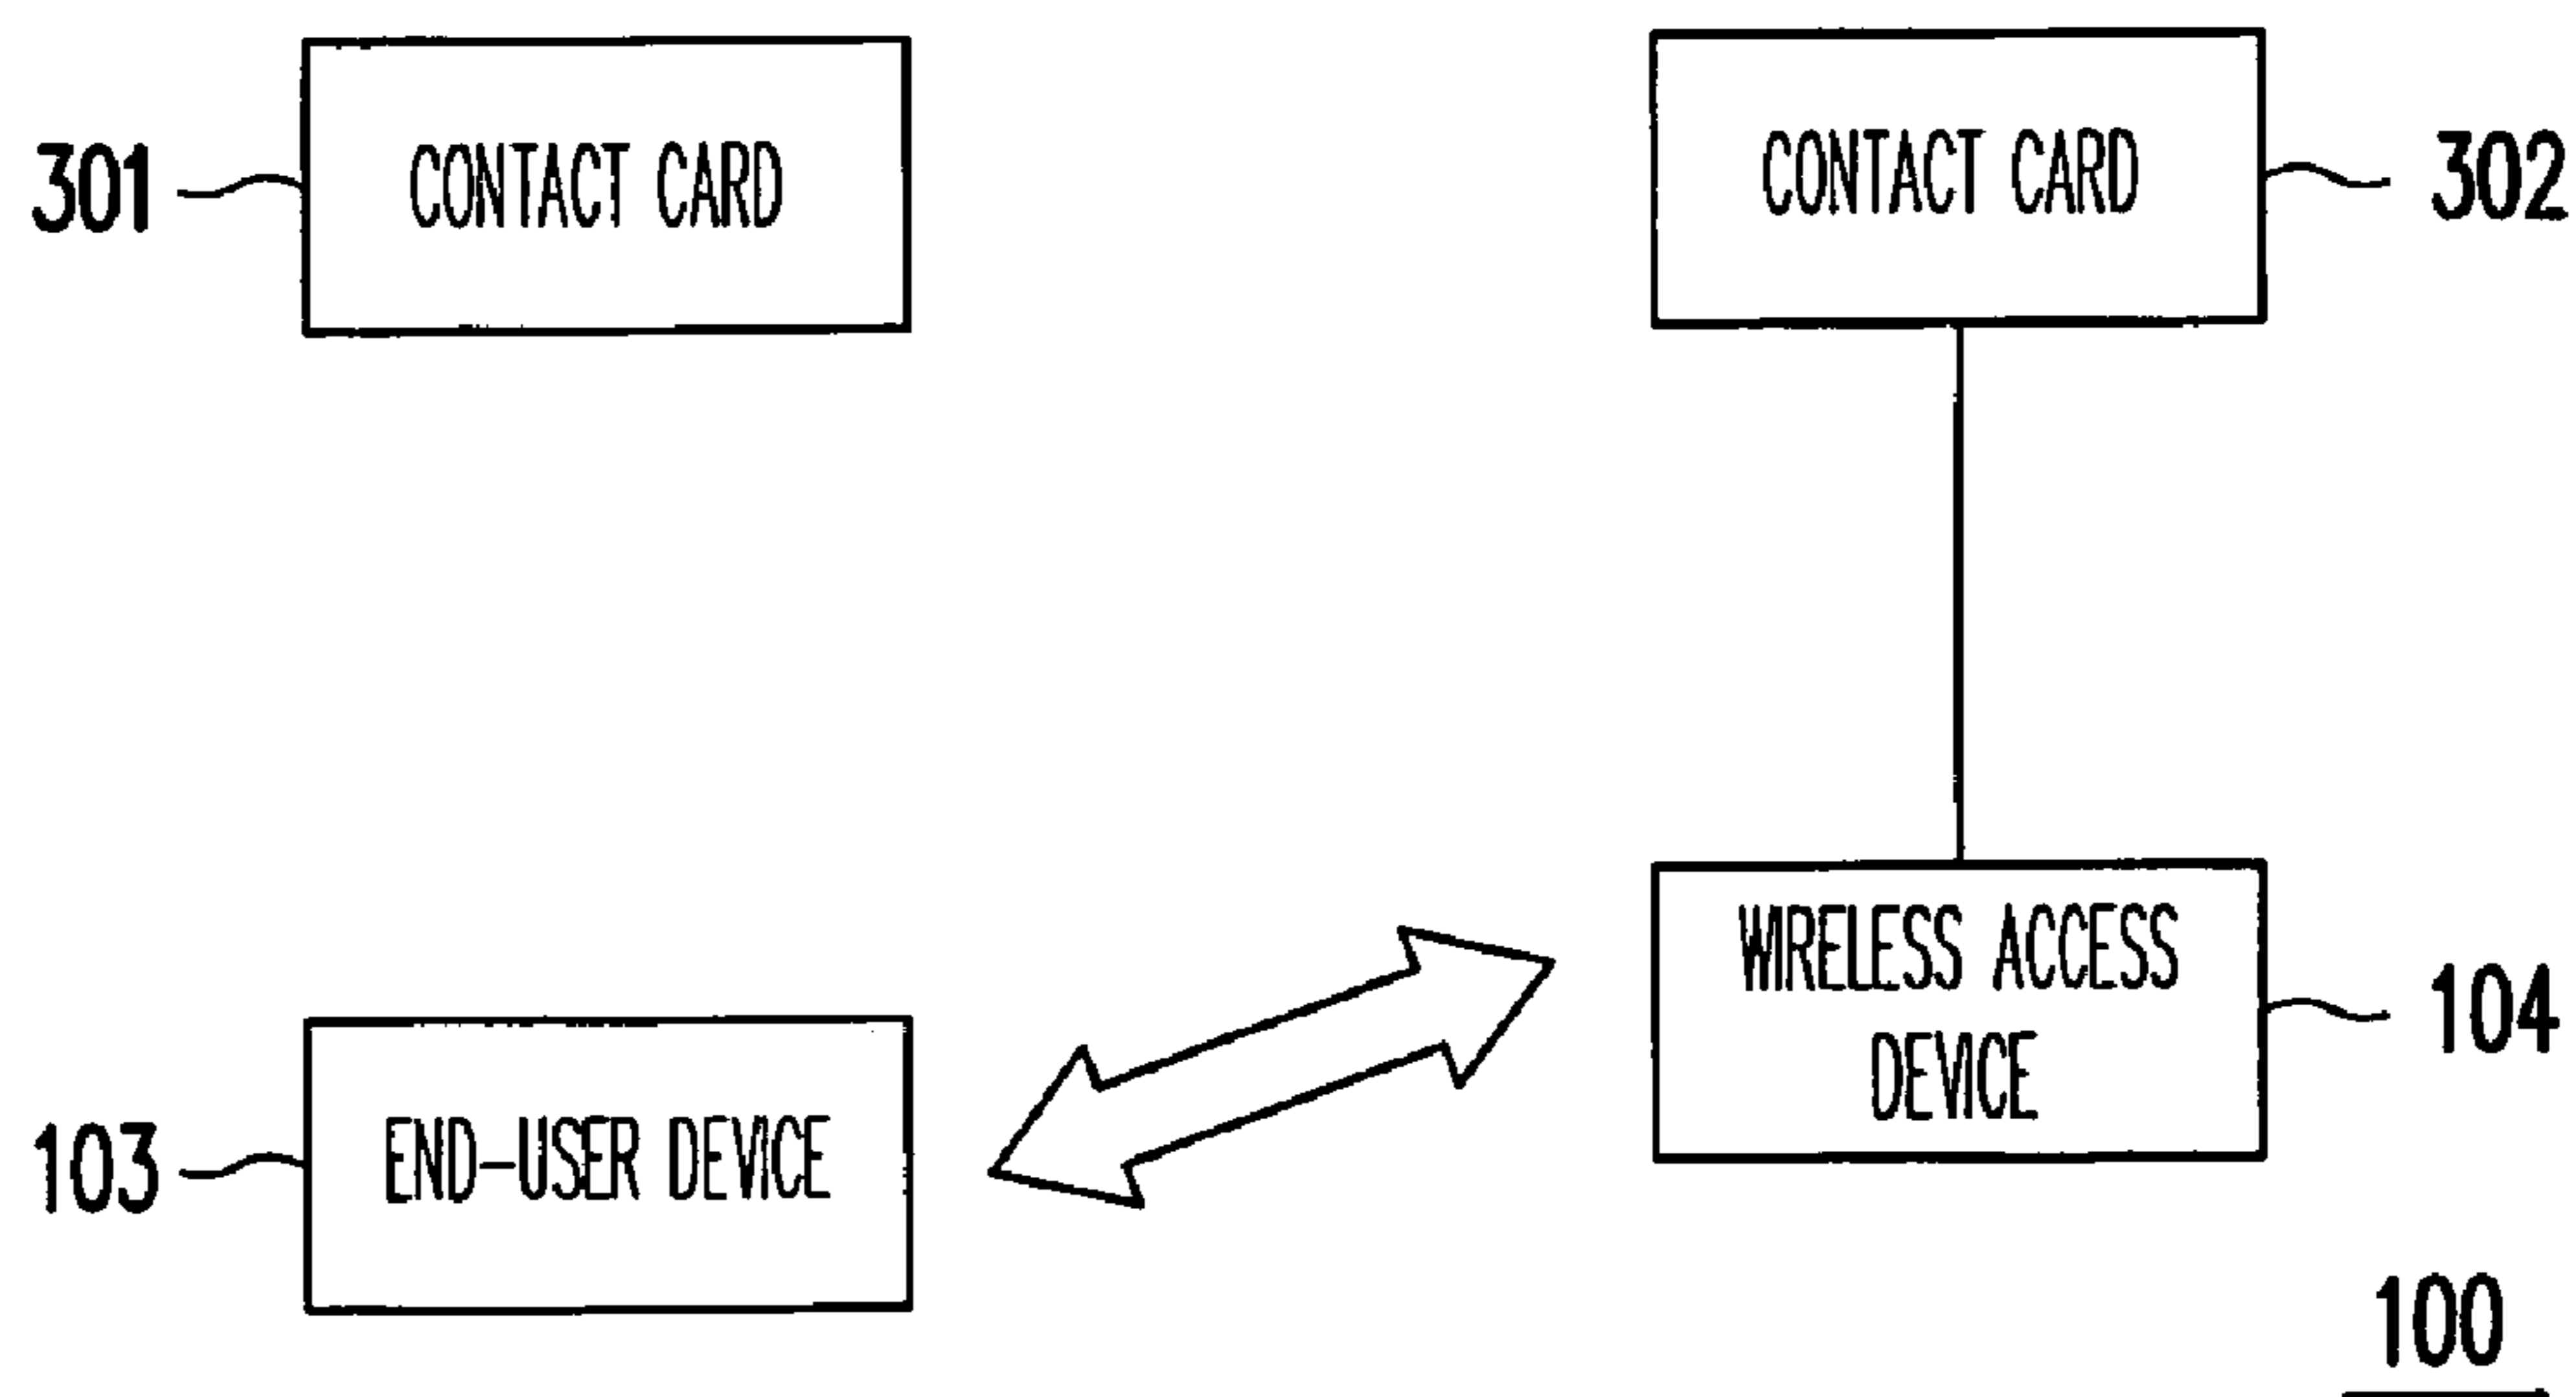 301
CONTACT CARD
CONTACT CARD
302
WIRELESS ACCESS
DEVICE
104
103
END-USER DEVICE
100